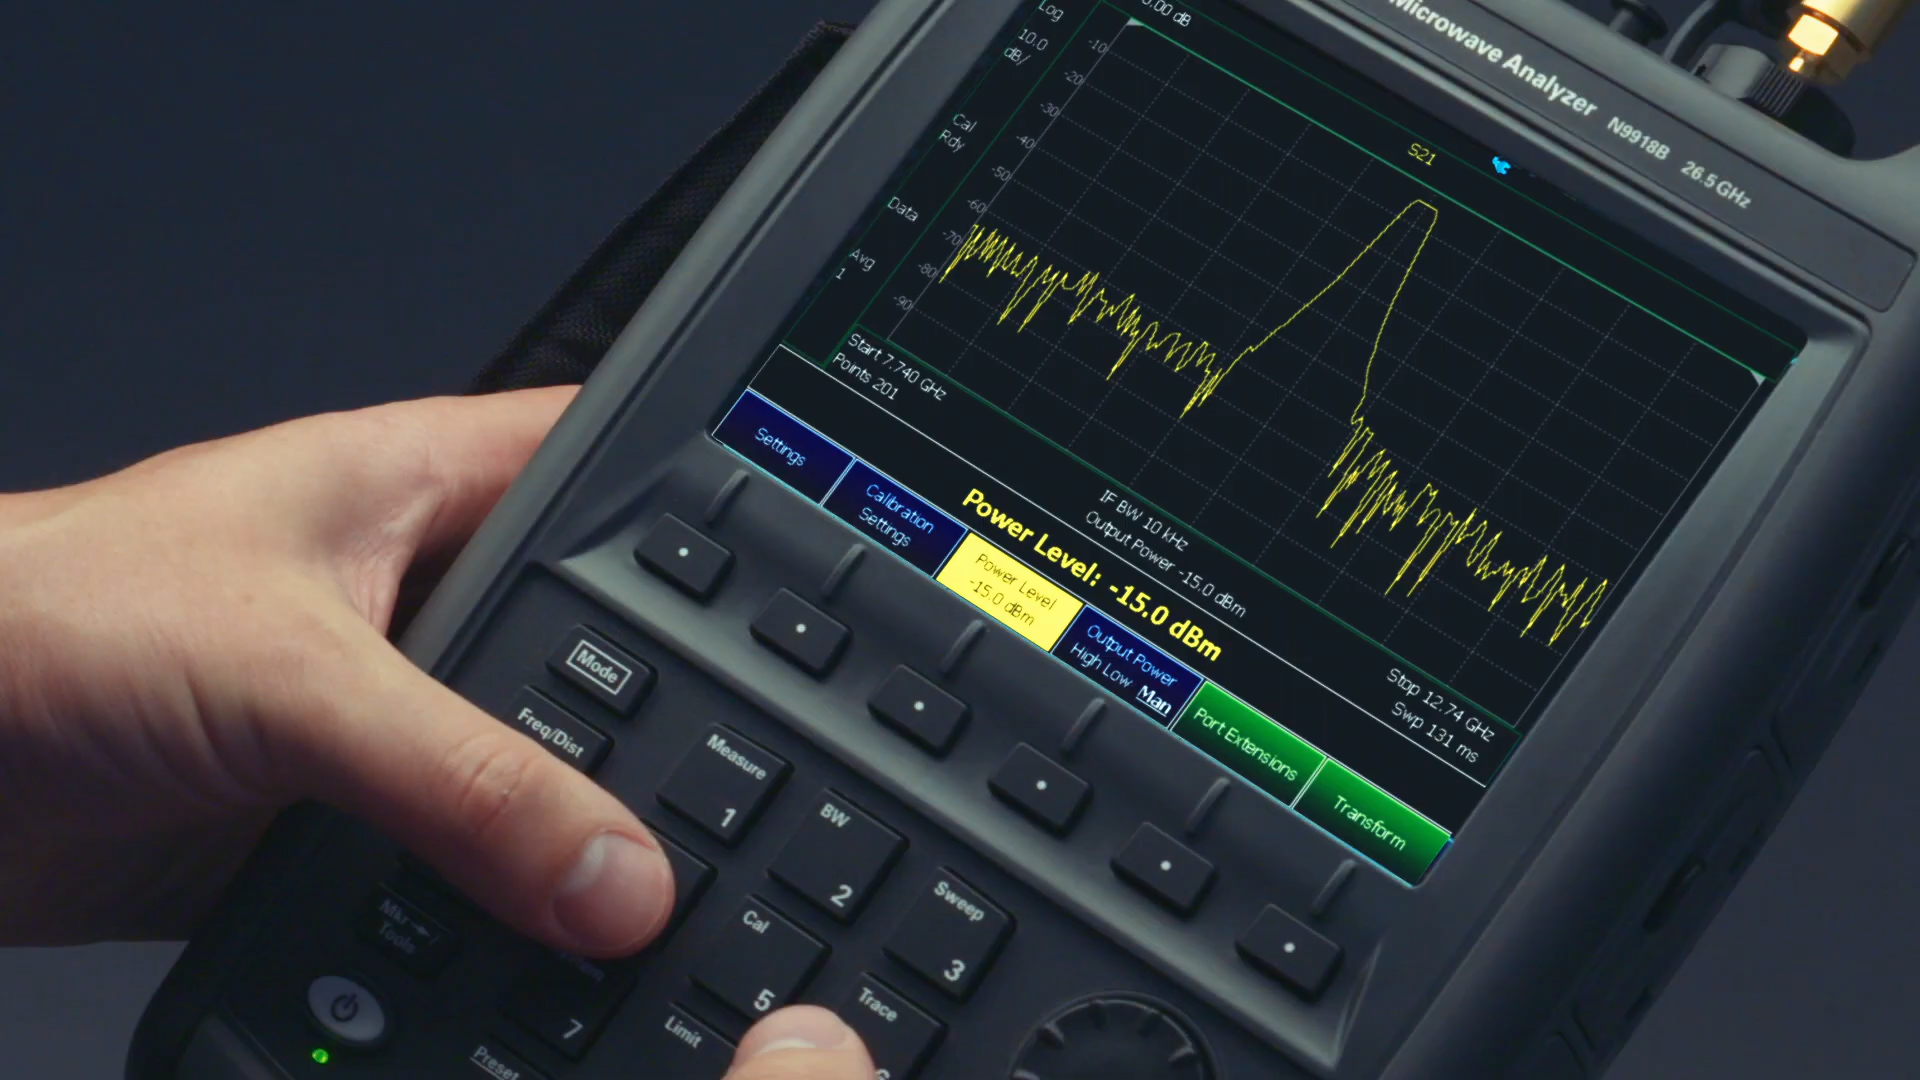 Microwave Analyzer N9918B 26.5 GHz
Log
10.0
dB/
Cal
Rdy
Data
Avg
1
-10
-20
-30
-40
-50
-60
-70
-80
-90
S21
Start 7.740 GHz
Points 201
IF BW 10 kHz
Output Power -15.0 dBm
Stop 12.74 GHz
Swp 131 ms
Power Level: -15.0 dBm
Settings
Calibration
Settings
Power Level
-15.0 dBm
Output Power
High Low Man
Port Extensions
Transform
Mode
Freq/Dist
Measure
1
BW
2
Sweep
3
Cal
5
Trace
Mkr→/
Tools
7
Limit
Preset